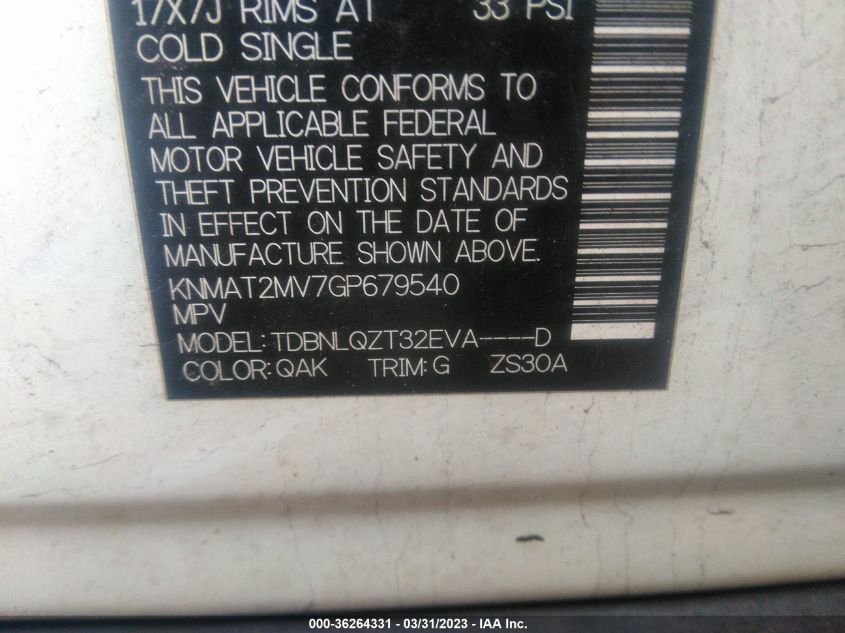 17X7J RIMS AT 33 PSI
COLD SINGLE
THIS VEHICLE CONFORMS TO
ALL APPLICABLE FEDERAL
MOTOR VEHICLE SAFETY AND
THEFT PREVENTION STANDARDS
IN EFFECT ON THE DATE OF
MANUFACTURE SHOWN ABOVE.
KNMAT2MV7GP679540
MPV
MODEL: TDBNLQZT32EVA----D
COLOR: QAK TRIM: G ZS30A
000-36264331 - 03/31/2023 - IAA Inc.